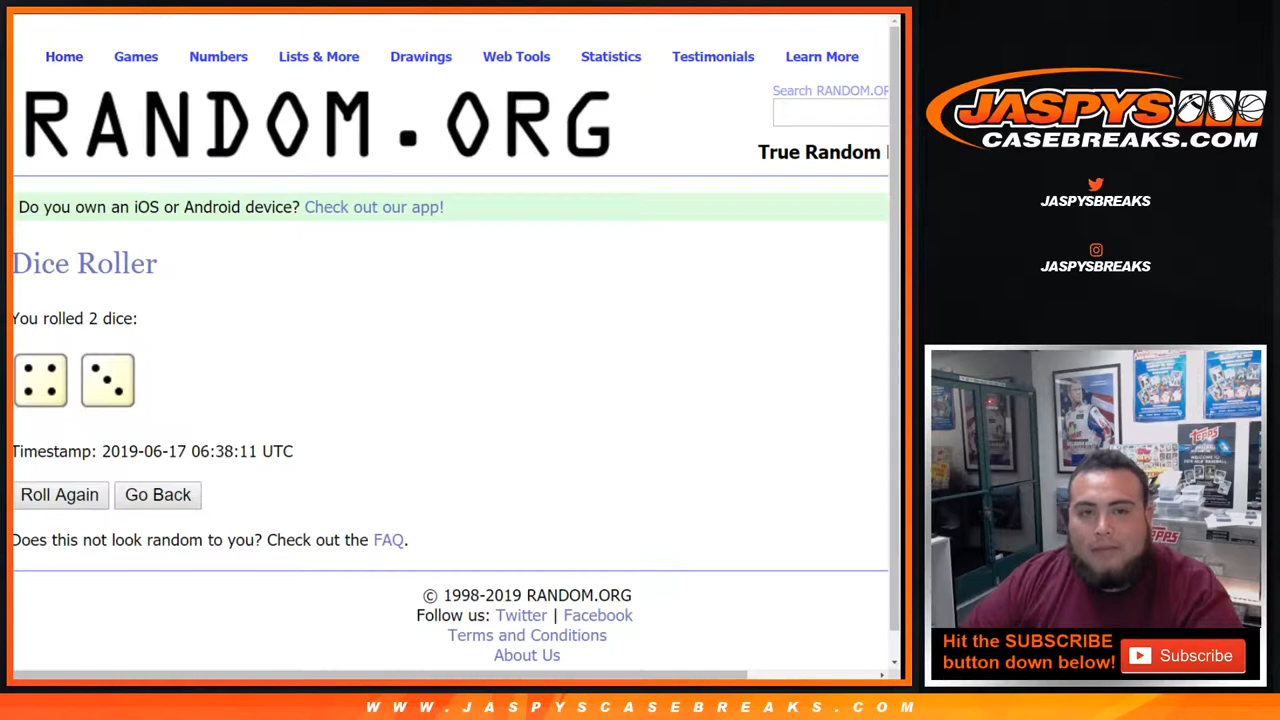 Home Games Numbers Lists & More Drawings Web Tools Statistics Testimonials Learn More
RANDOM.ORG
Search RANDOM.OR
True Random
Do you own an iOS or Android device? Check out our app!
Dice Roller
You rolled 2 dice:
Timestamp: 2019-06-17 06:38:11 UTC
Roll Again Go Back
Does this not look random to you? Check out the FAQ.
© 1998-2019 RANDOM.ORG
Follow us: Twitter | Facebook
Terms and Conditions
About Us
JASPYS
CASEBREAKS.COM
JASPYSBREAKS
JASPYSBREAKS
TOPPS
Hit the SUBSCRIBE
button down below!
Subscribe
WWW.JASPYSCASEBREAKS.COM